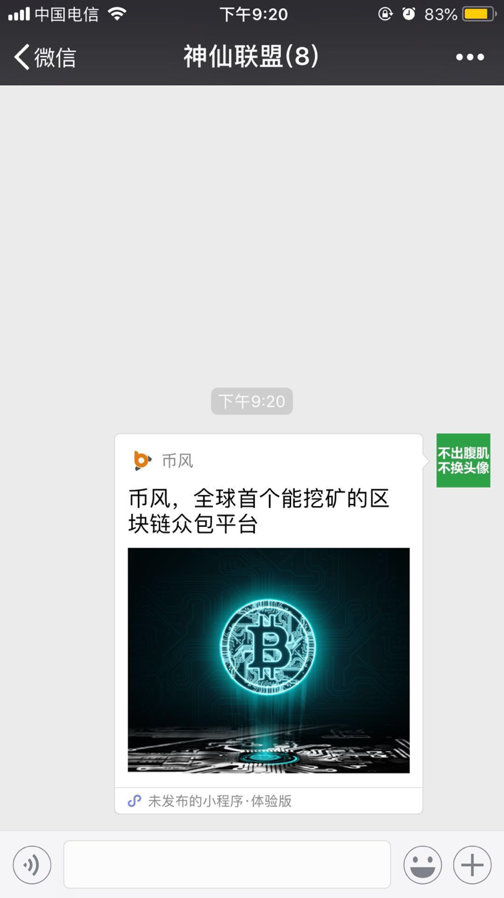 中国电信 下午9:20 83%
微信 神仙联盟(8)
下午9:20
币风
不出腹肌
不换头像
币风，全球首个能挖矿的区
块链众包平台
未发布的小程序·体验版